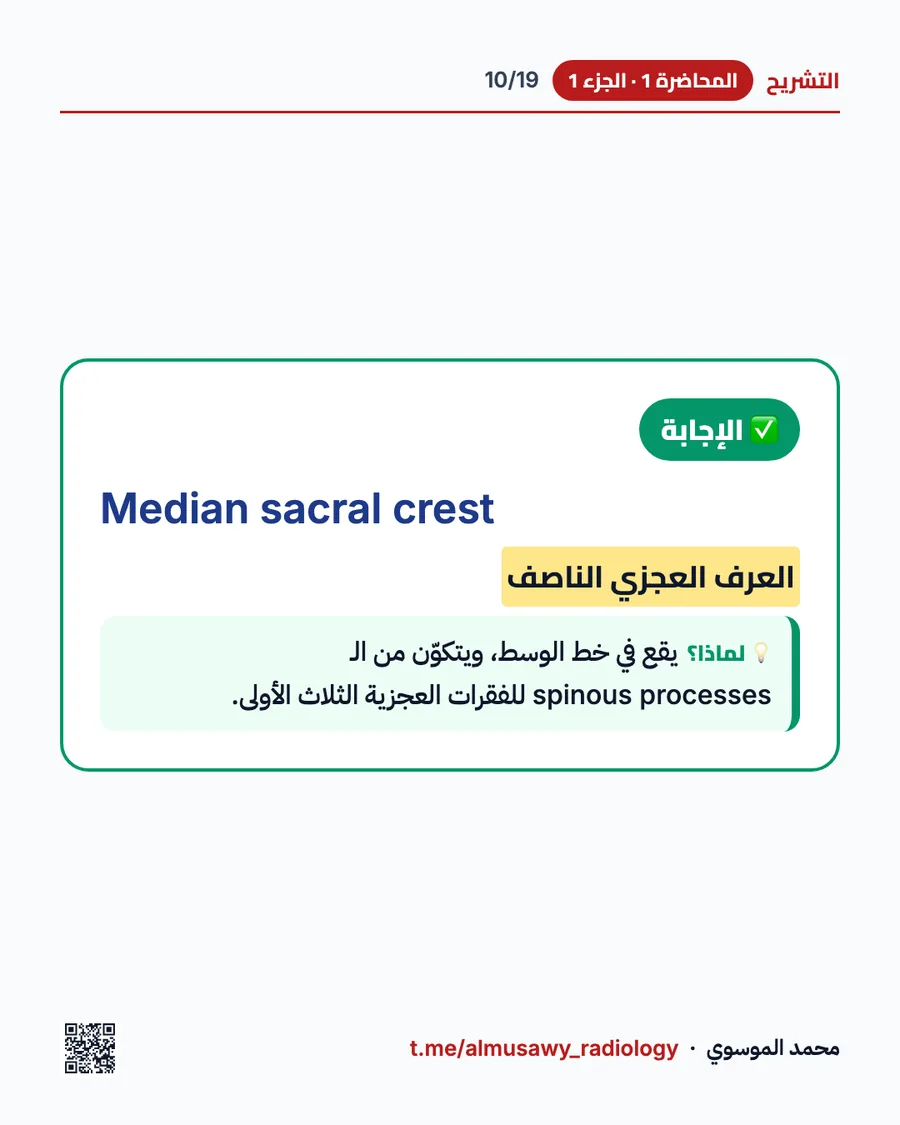 التشريح المحاضرة 1 · الجزء 1 10/19
✅ الإجابة
Median sacral crest
العرف العجزي الناصف
💡 لماذا؟ يقع في خط الوسط، ويتكوّن من الـ
spinous processes للفقرات العجزية الثلاث الأولى.
محمد الموسوي · t.me/almusawy_radiology